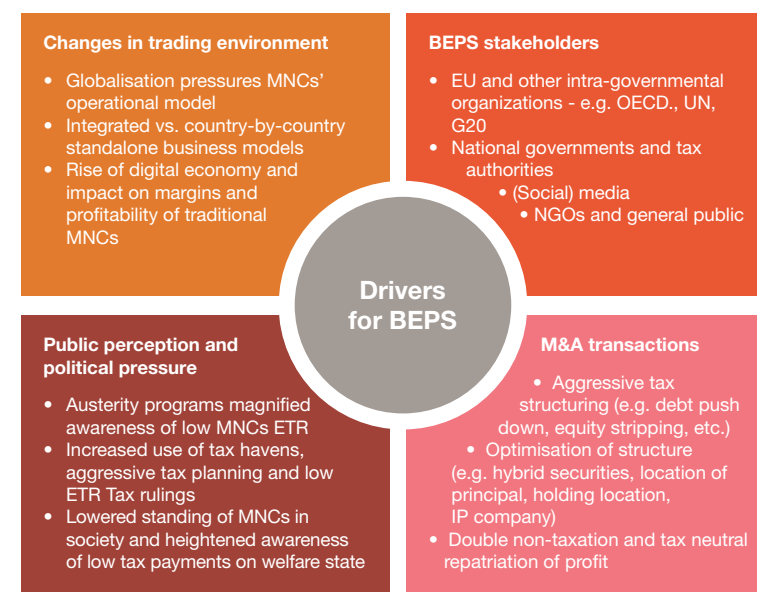 Changes in trading environment
• Globalisation pressures MNCs’
operational model
• Integrated vs. country-by-country
standalone business models
• Rise of digital economy and
impact on margins and
profitability of traditional
MNCs
BEPS stakeholders
• EU and other intra-governmental
organizations - e.g. OECD., UN,
G20
• National governments and tax
authorities
• (Social) media
• NGOs and general public
Drivers
for BEPS
Public perception and
political pressure
• Austerity programs magnified
awareness of low MNCs ETR
• Increased use of tax havens,
aggressive tax planning and low
ETR Tax rulings
• Lowered standing of MNCs in
society and heightened awareness
of low tax payments on welfare state
M&A transactions
• Aggressive tax
structuring (e.g. debt push
down, equity stripping, etc.)
• Optimisation of structure
(e.g. hybrid securities, location of
principal, holding location,
IP company)
• Double non-taxation and tax neutral
repatriation of profit